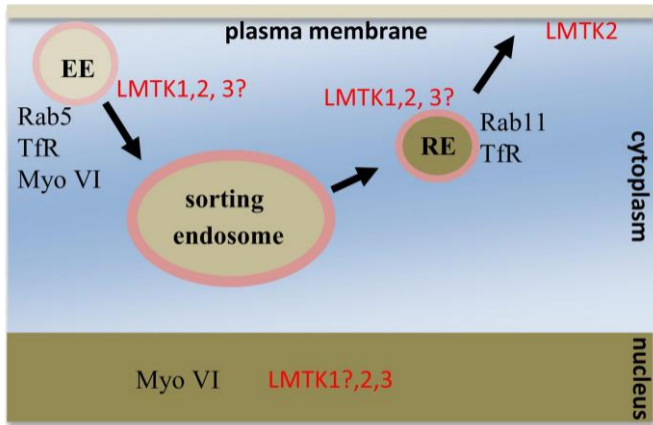 plasma membrane
LMTK2
EE
LMTK1,2, 3?
LMTK1,2, 3?
Rab5
TfR
Myo VI
RE
Rab11
TfR
sorting
endosome
cytoplasm
Myo VI
LMTK1?,2,3
nucleus